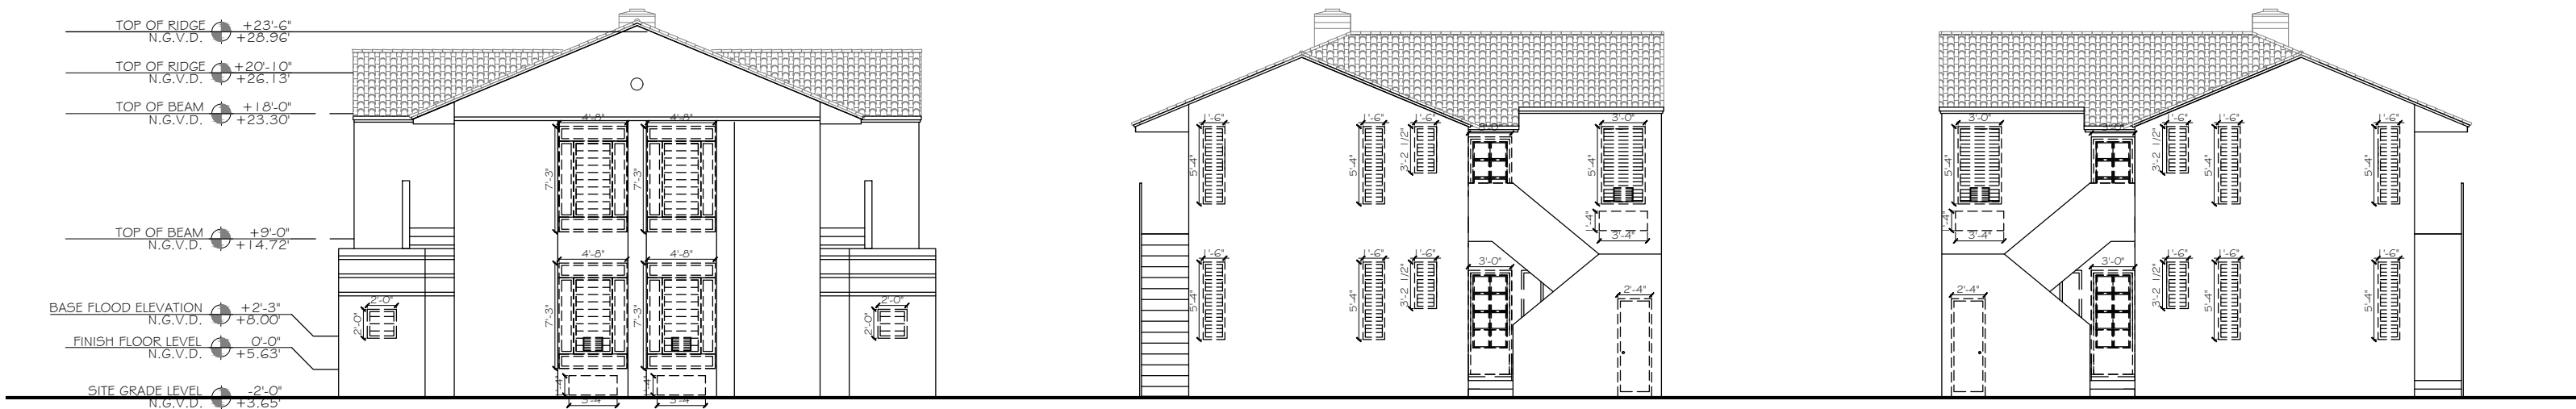 TOP OF RIDGE +23'-6"
N.G.V.D. +28.96'
TOP OF RIDGE +20'-10"
N.G.V.D. +26.13'
TOP OF BEAM +18'-0"
N.G.V.D. +23.30'
TOP OF BEAM +9'-0"
N.G.V.D. +14.72'
BASE FLOOD ELEVATION +2'-3"
N.G.V.D. +8.00'
FINISH FLOOR LEVEL 0'-0"
N.G.V.D. +5.63'
SITE GRADE LEVEL -2'-0"
N.G.V.D. +3.65'
4'-8" 4'-8"
7'-3" 7'-3"
4'-8" 4'-8"
7'-3" 7'-3"
2'-0" 2'-0"
2'-0" 2'-0"
3'-4" 3'-4"
1'-6" 1'-6" 1'-6" 3'-0" 3'-0"
5'-4" 5'-4" 3'-2 1/2" 5'-4"
3'-4"
1'-6" 1'-6" 1'-6" 3'-0"
5'-4" 5'-4" 3'-2 1/2"
2'-4"
3'-0" 3'-0" 1'-6" 1'-6" 1'-6"
5'-4" 3'-2 1/2" 5'-4" 5'-4"
3'-4"
3'-0" 1'-6" 1'-6" 1'-6"
3'-2 1/2" 5'-4" 5'-4"
2'-4"